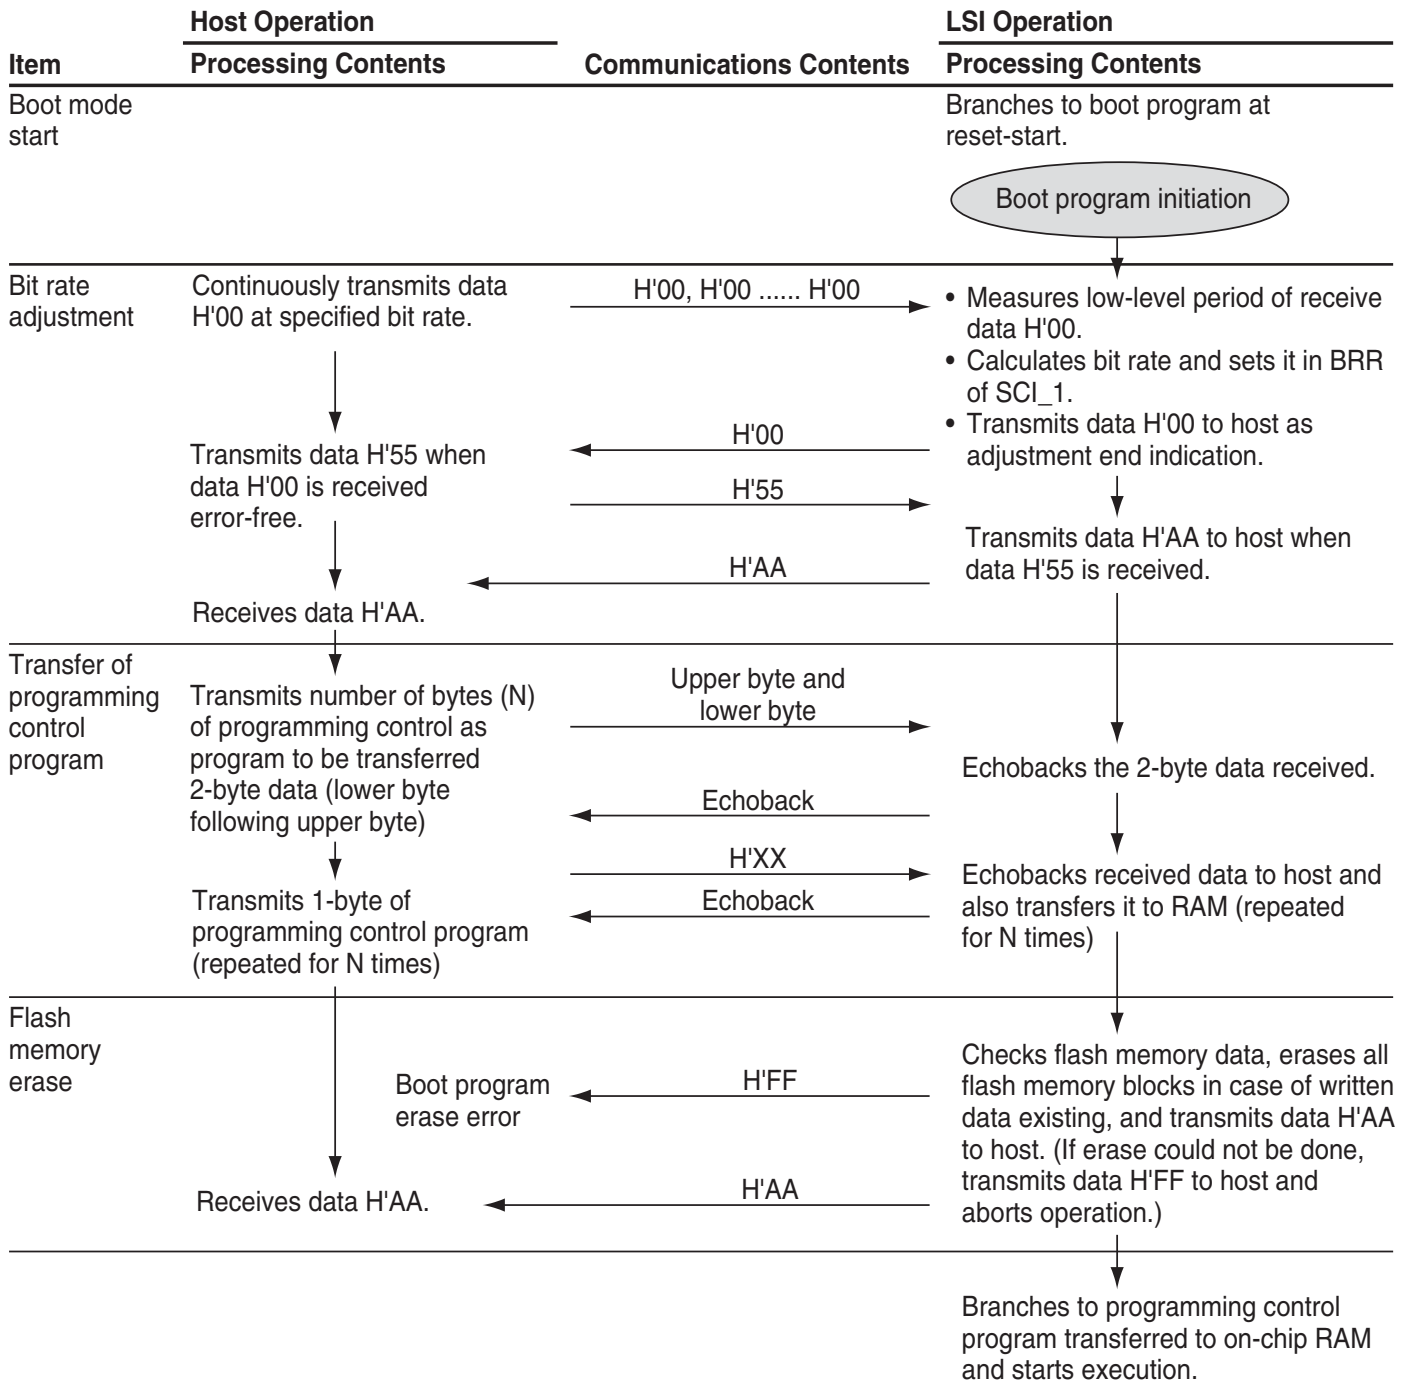 Host Operation
LSI Operation
Item
Processing Contents
Communications Contents
Processing Contents
Boot mode
start
Branches to boot program at
reset-start.
Boot program initiation
Bit rate
adjustment
Continuously transmits data
H'00 at specified bit rate.
H'00, H'00 ...... H'00
• Measures low-level period of receive
data H'00.
• Calculates bit rate and sets it in BRR
of SCI_1.
• Transmits data H'00 to host as
adjustment end indication.
H'00
Transmits data H'55 when
data H'00 is received
error-free.
H'55
Transmits data H'AA to host when
data H'55 is received.
H'AA
Receives data H'AA.
Transfer of
programming
control
program
Transmits number of bytes (N)
of programming control as
program to be transferred
2-byte data (lower byte
following upper byte)
Upper byte and
lower byte
Echobacks the 2-byte data received.
Echoback
H'XX
Transmits 1-byte of
programming control program
(repeated for N times)
Echoback
Echobacks received data to host and
also transfers it to RAM (repeated
for N times)
Flash
memory
erase
Boot program
erase error
H'FF
Checks flash memory data, erases all
flash memory blocks in case of written
data existing, and transmits data H'AA
to host. (If erase could not be done,
transmits data H'FF to host and
aborts operation.)
Receives data H'AA.
H'AA
Branches to programming control
program transferred to on-chip RAM
and starts execution.